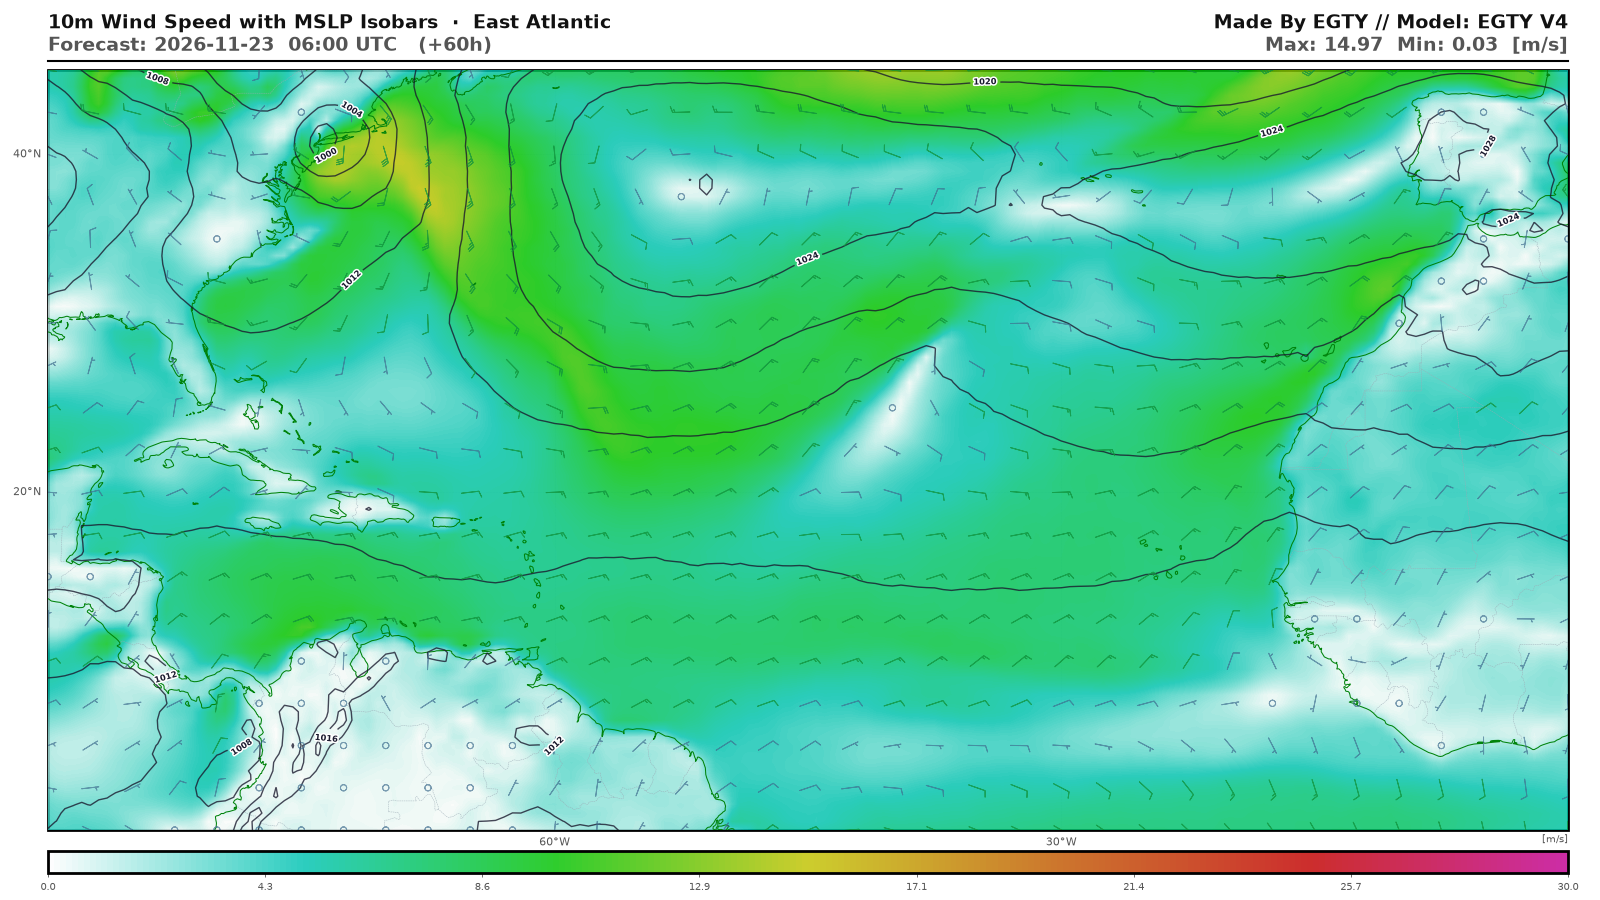 10m Wind Speed with MSLP Isobars · East Atlantic
Made By EGTY // Model: EGTY V4
Forecast: 2026-11-23 06:00 UTC (+60h)
Max: 14.97 Min: 0.03 [m/s]
1008
1020
1004
1024
40°N
1000
1028
1024
1024
1012
20°N
1012
1016
1008
1012
60°W
30°W
[m/s]
0.0
4.3
8.6
12.9
17.1
21.4
25.7
30.0